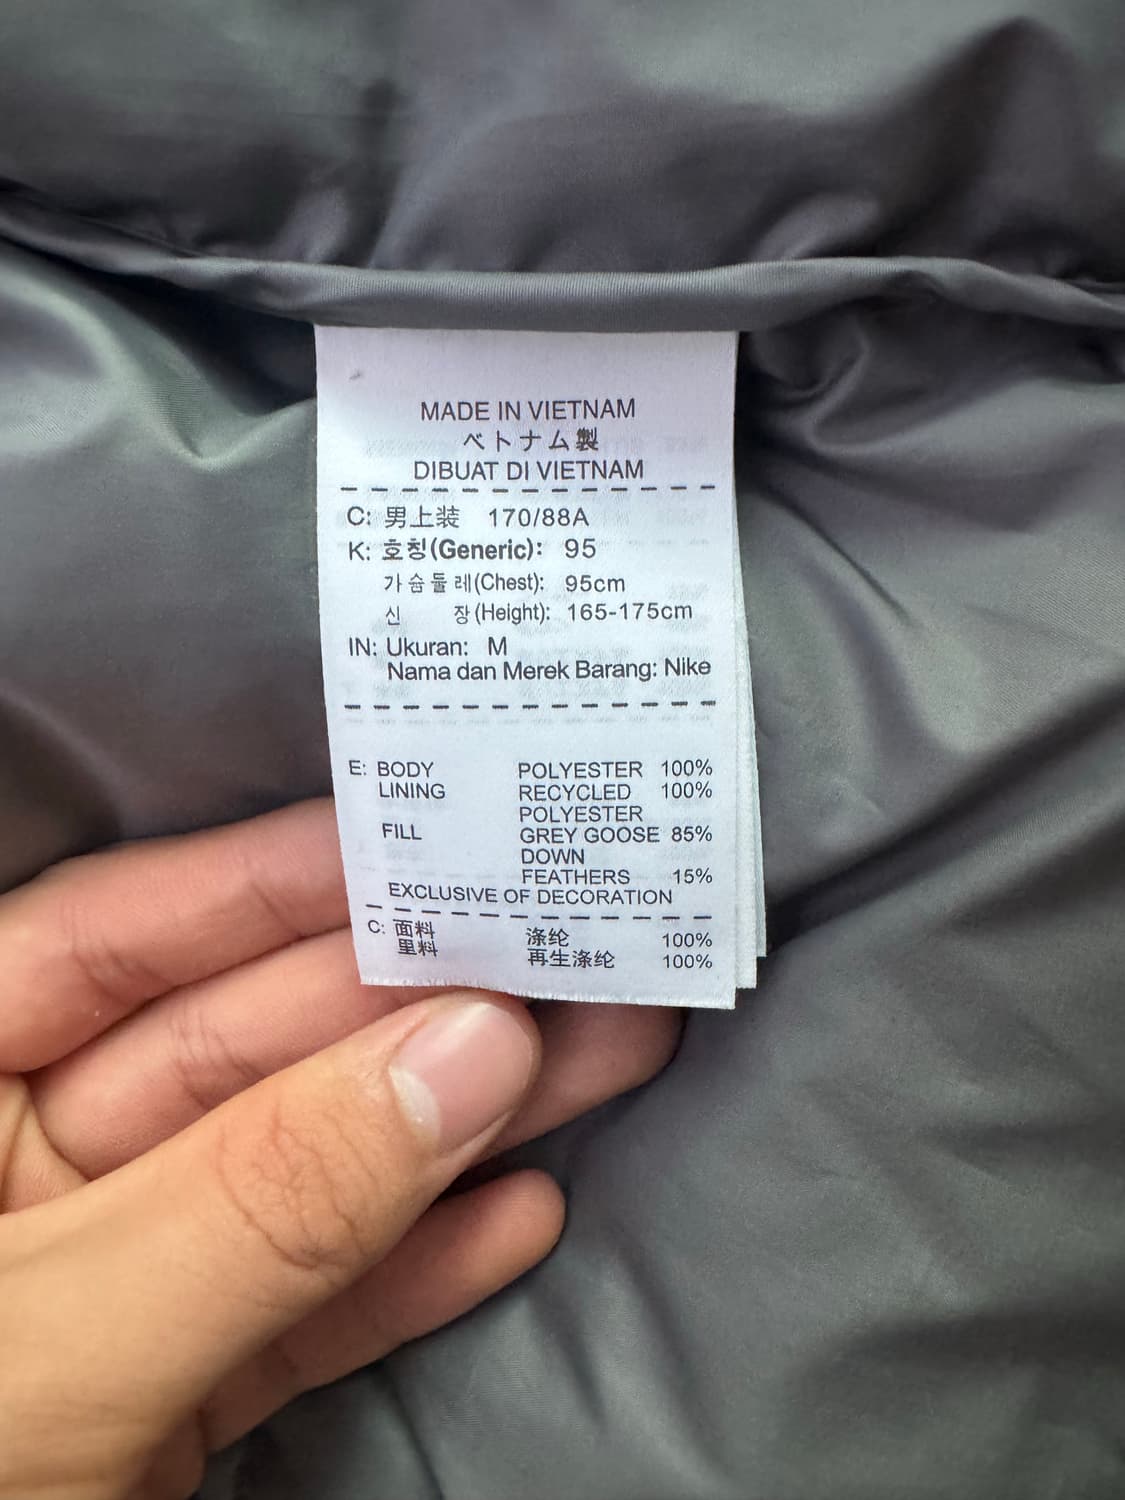 MADE IN VIETNAM
ベトナム製
DIBUAT DI VIETNAM
C: 男上装 170/88A
K: 호칭(Generic): 95
가슴둘레(Chest): 95cm
신 장(Height): 165-175cm
IN: Ukuran: M
Nama dan Merek Barang: Nike
E: BODY POLYESTER 100%
LINING RECYCLED 100%
POLYESTER
FILL GREY GOOSE 85%
DOWN
FEATHERS 15%
EXCLUSIVE OF DECORATION
C: 面料 涤纶 100%
里料 再生涤纶 100%